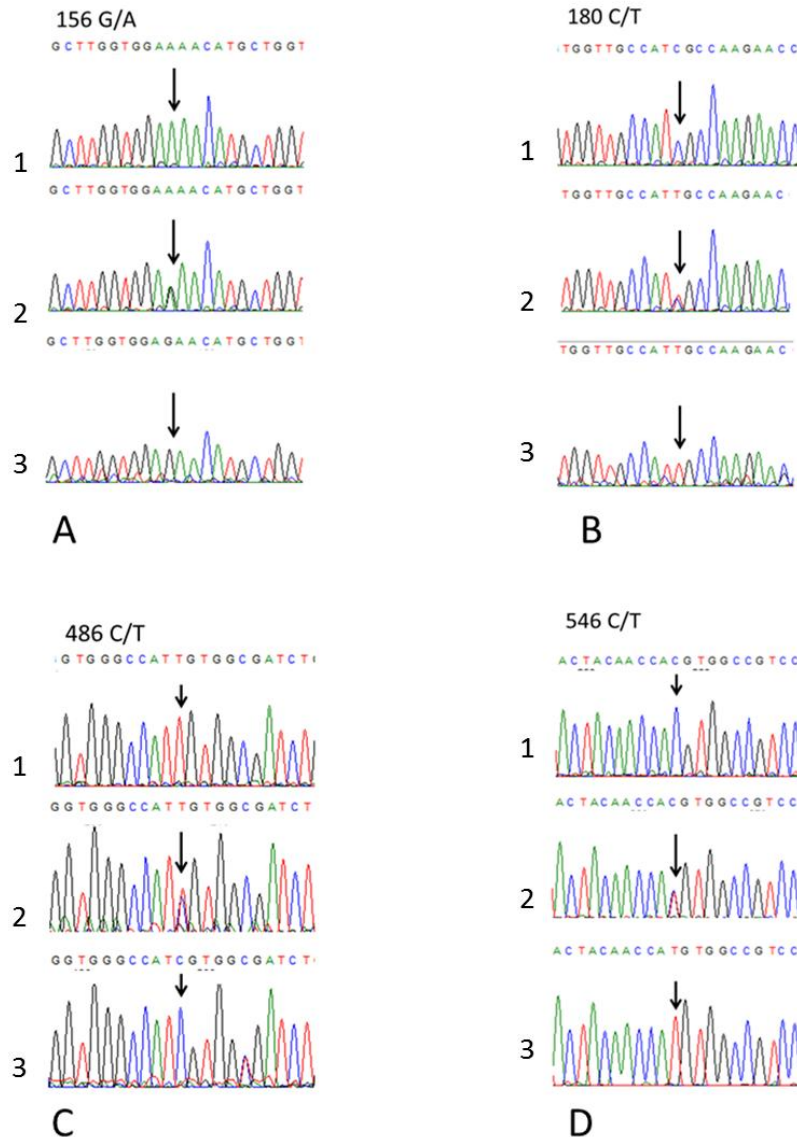 156 G/A
GCTTGGTGGAAAACATGCTGGT
1
GCTTGGTGGAAAACATGCTGGT
2
GCTTGGTGGAGAACATGCTGGT
3
A
180 C/T
TGGTTGCCATCGCCAAGAACC
1
TGGTTGCCATTGCCAAGAAC
2
TGGTTGCCATTGCCAAGAAC
3
B
486 C/T
GTGGGCCATTGTGGCGATCT
1
GGTGGGCCATTGTGGCGATCT
2
GGTGGGCCATCGTGGCGATCT
3
C
546 C/T
ACTACAACCACGTGGCCGTCC
1
ACTACAACCACGTGGCCGTCC
2
ACTACAACCATGTGGCCGTCC
3
D